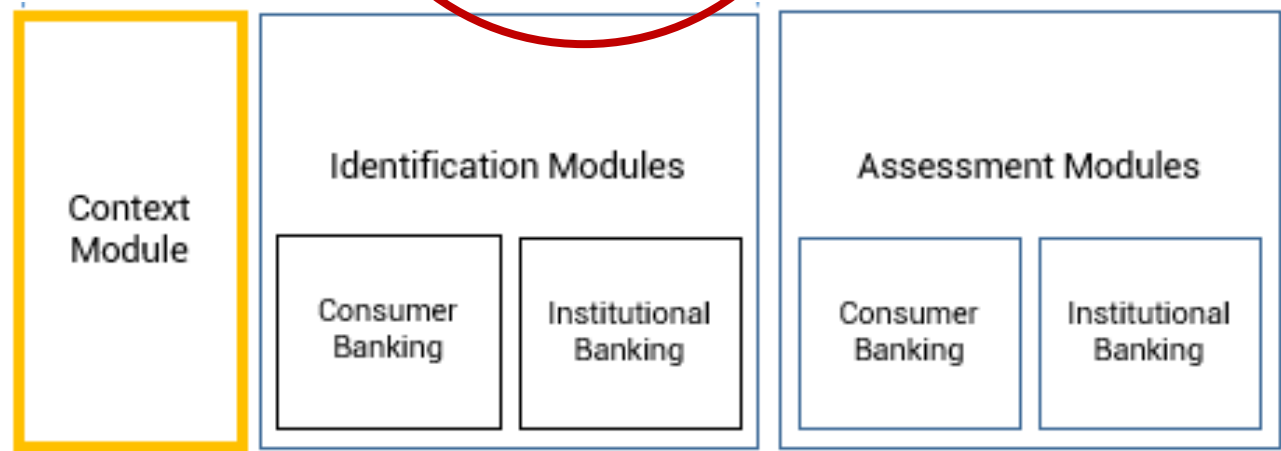 Context
Module
Identification Modules
Consumer
Banking
Institutional
Banking
Assessment Modules
Consumer
Banking
Institutional
Banking